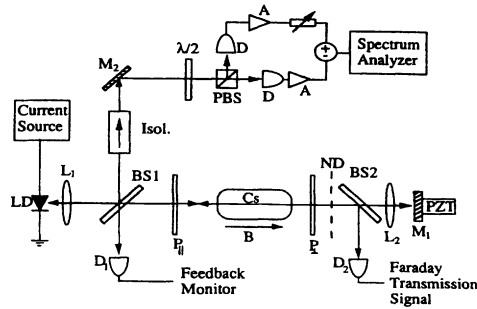 A
M2
λ/2
D
PBS
D
A
+
−
Spectrum
Analyzer
Current
Source
Isol.
L1
BS1
LD
Cs
B
P||
P⊥
ND
BS2
L2
PZT
M1
D1
Feedback
Monitor
D2
Faraday
Transmission
Signal